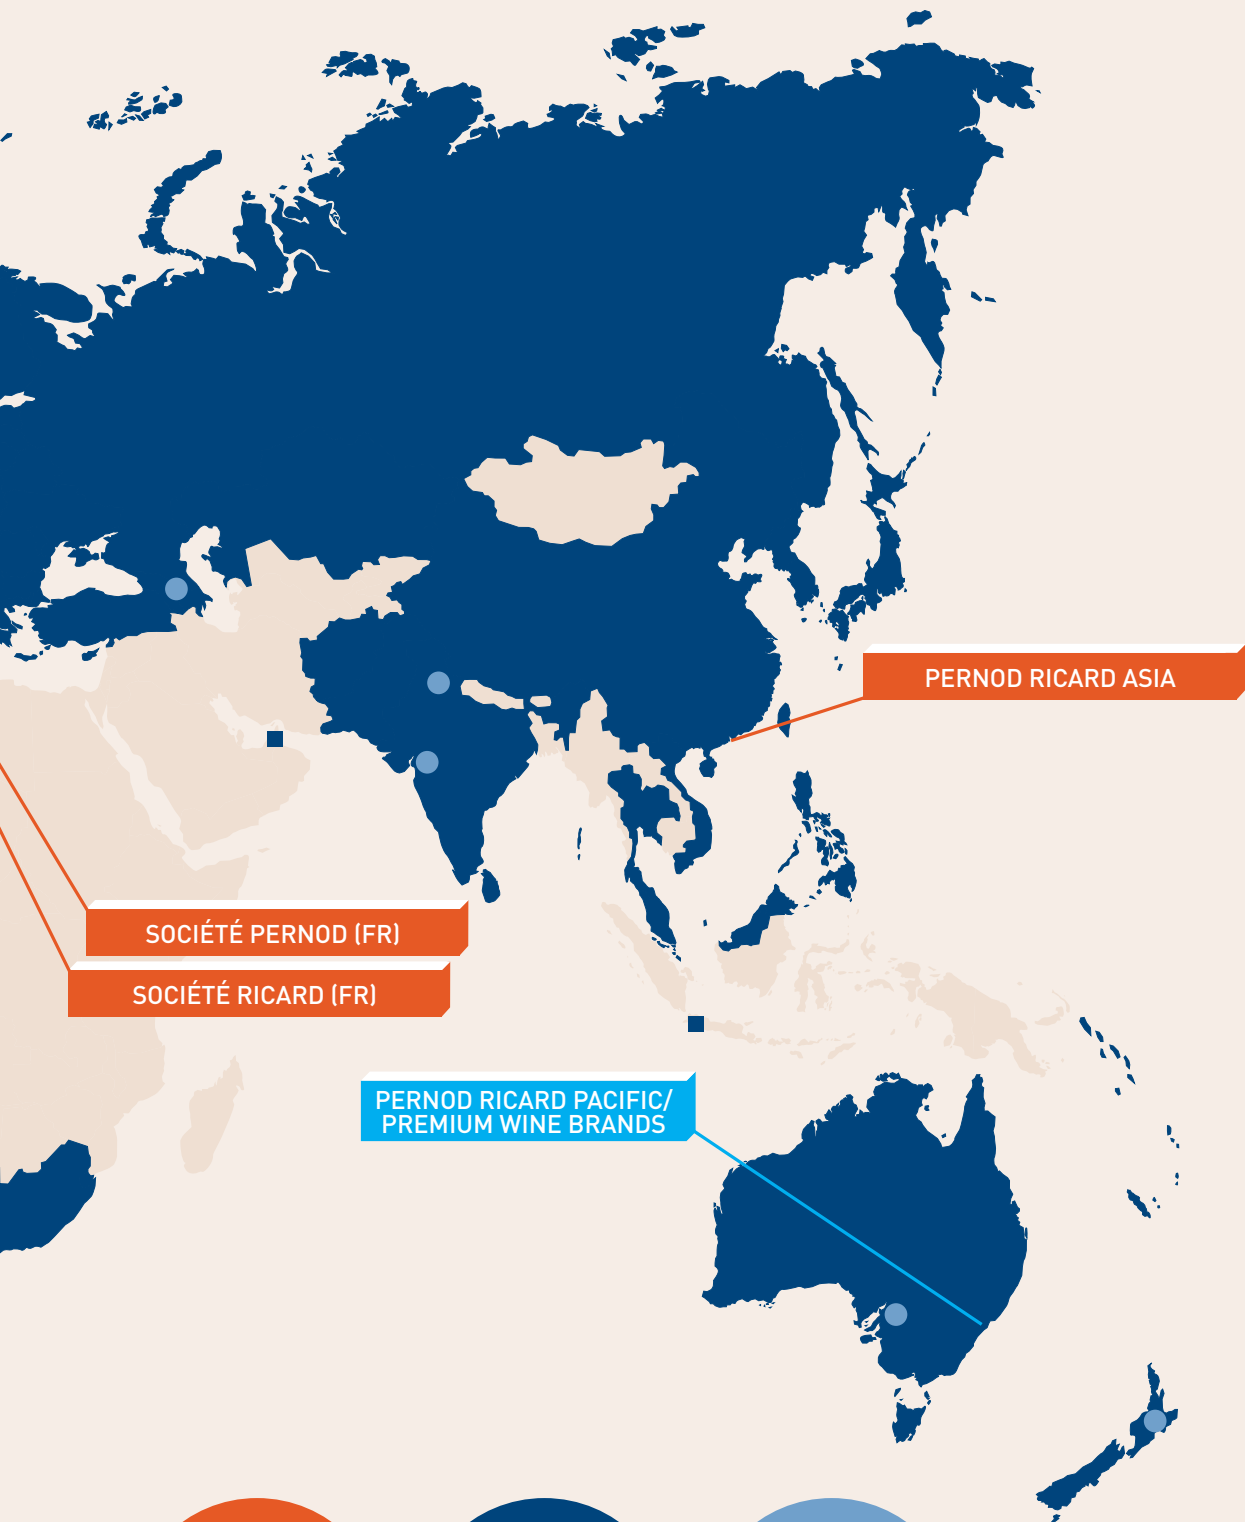 PERNOD RICARD ASIA
SOCIÉTÉ PERNOD (FR)
SOCIÉTÉ RICARD (FR)
PERNOD RICARD PACIFIC/
PREMIUM WINE BRANDS